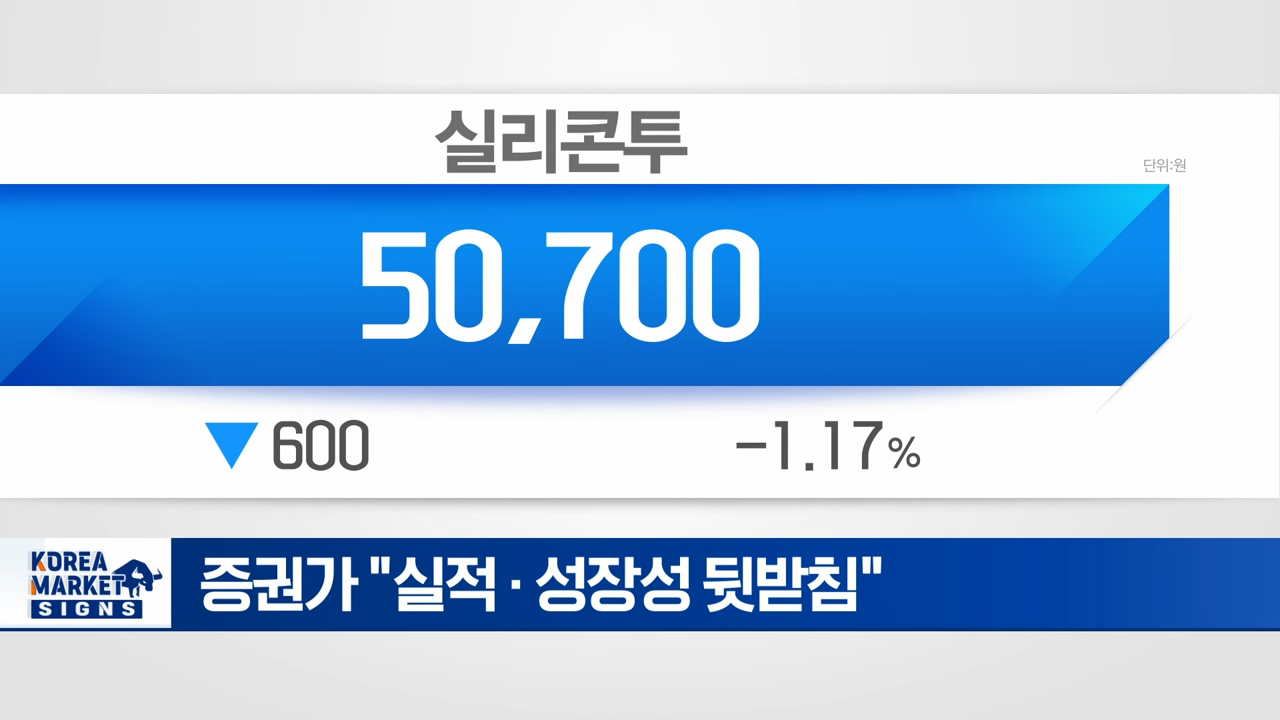 실리콘투
단위:원
50,700
▼600 -1.17%
KOREA
MARKET
SIGNS
증권가 "실적·성장성 뒷받침"